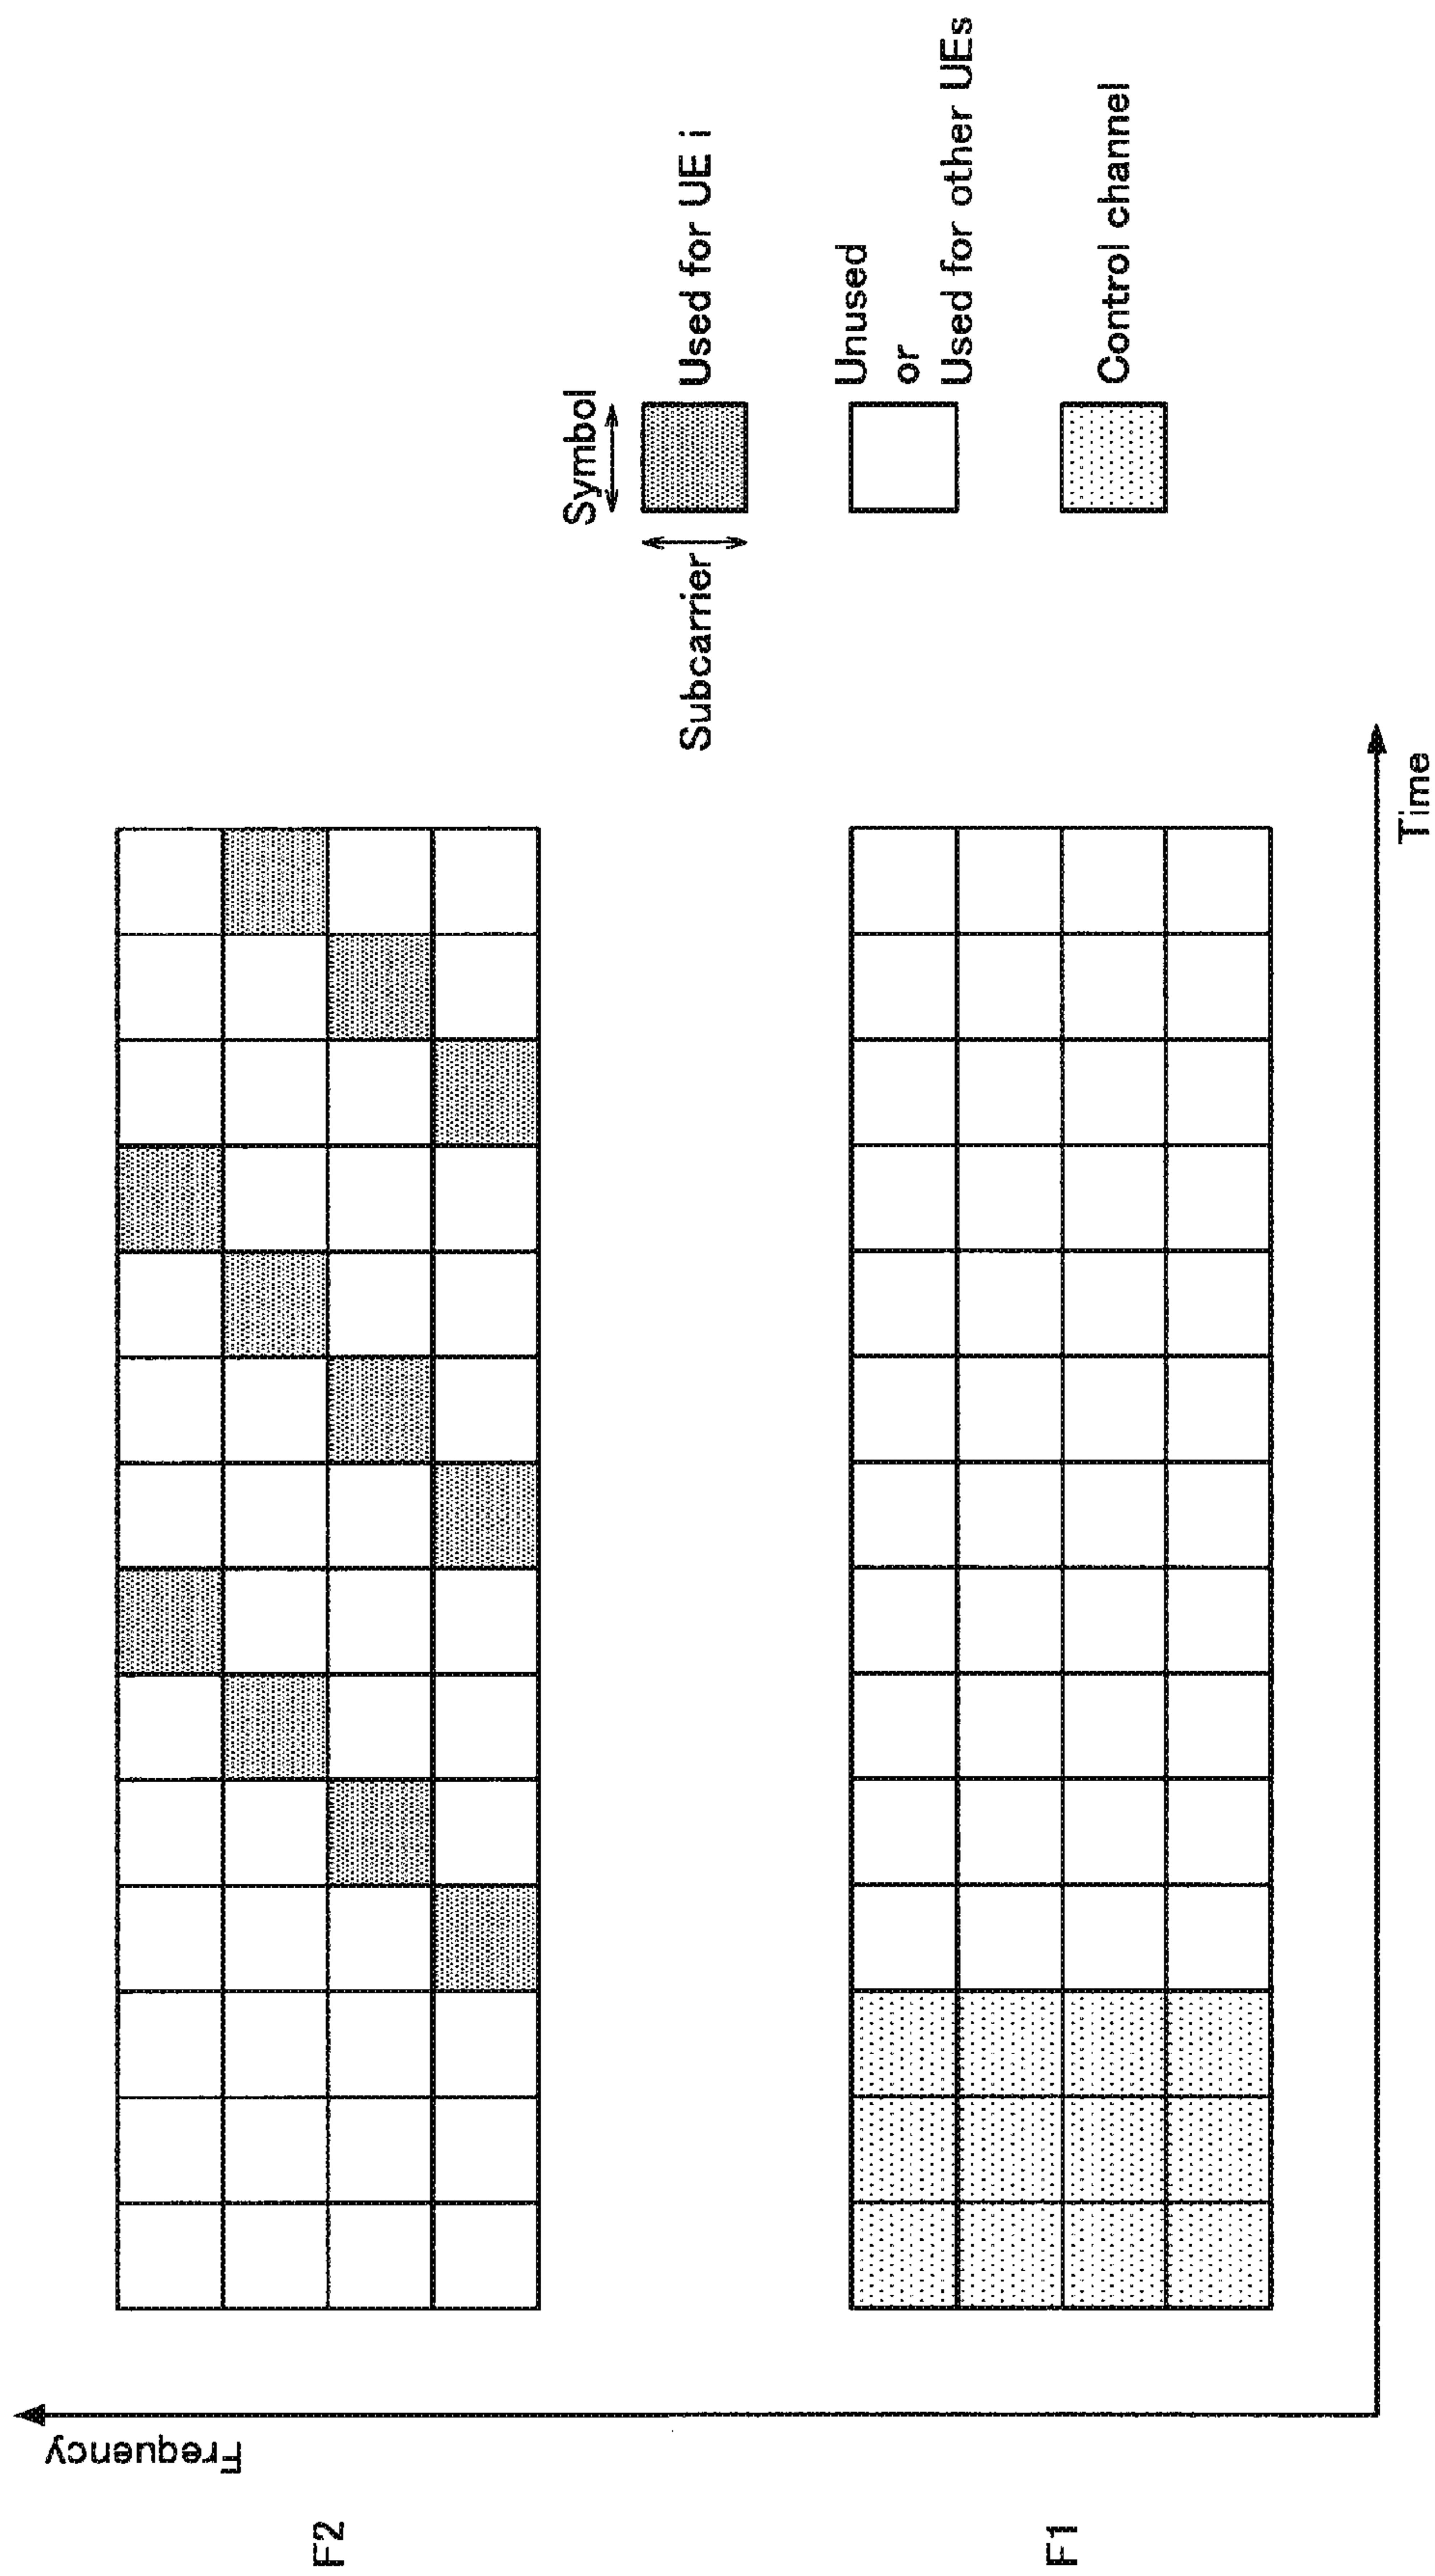 Frequency
F2
F1
Time
Symbol
Subcarrier
Used for UE i
Unused
or
Used for other UEs
Control channel